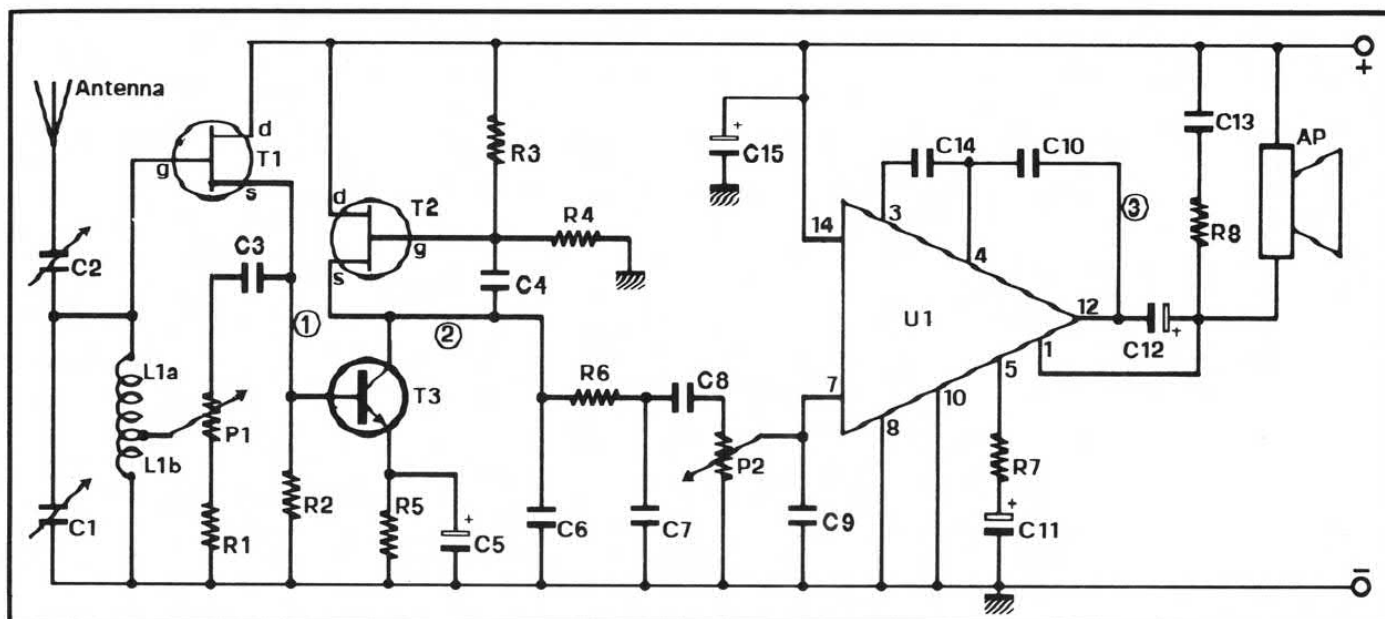 Antenna
+
d
T1
g
s
C15
+
R3
C14
C10
C13
AP
d
T2
R4
g
s
3
③
14
4
R8
C2
C3
C4
①
②
U1
12
C12
+
1
L1a
R6
C8
5
T3
7
10
P1
L1b
P2
8
R7
C1
R2
R5
+
C5
C6
C7
C9
+
C11
R1
−